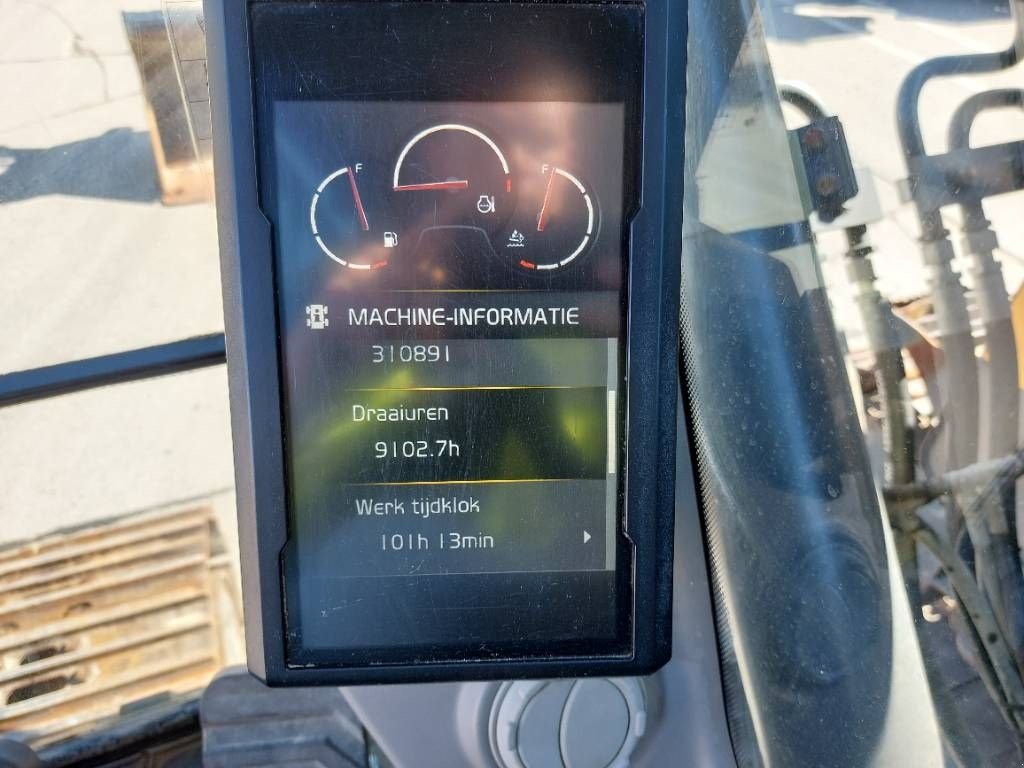 F
F
MACHINE-INFORMATIE
310891
Draaiuren
9102.7h
Werk tijdklok
101h 13min